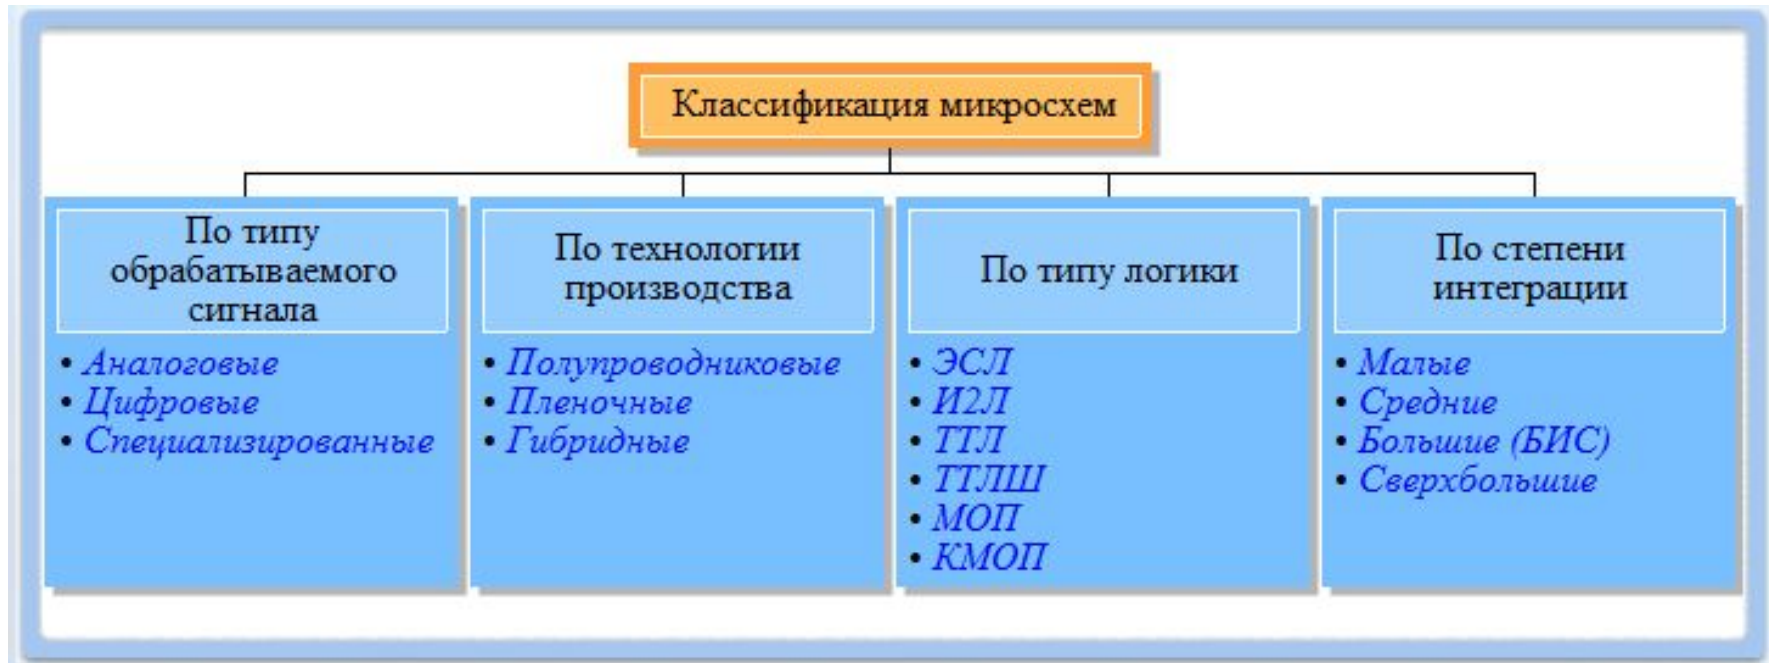 Классификация микросхем
По типу
обрабатываемого
сигнала
• Аналоговые
• Цифровые
• Специализированные
По технологии
производства
• Полупроводниковые
• Пленочные
• Гибридные
По типу логики
• ЭСЛ
• И2Л
• ТТЛ
• ТТЛШ
• МОП
• КМОП
По степени
интеграции
• Малые
• Средние
• Большие (БИС)
• Сверхбольшие